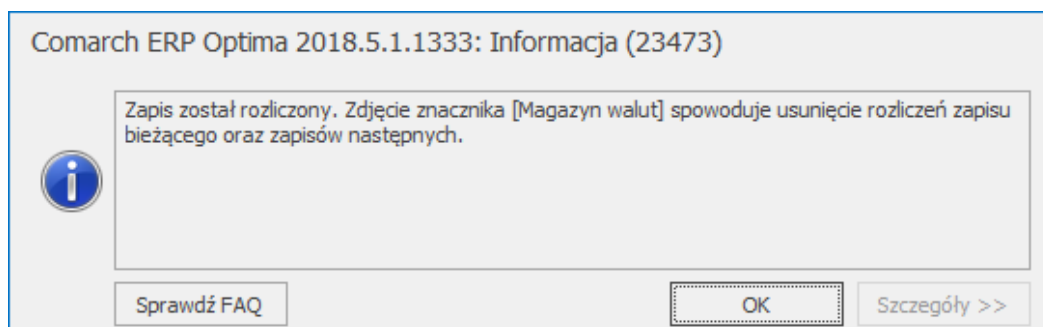 Comarch ERP Optima 2018.5.1.1333: Informacja (23473)
Zapis został rozliczony. Zdjęcie znacznika [Magazyn walut] spowoduje usunięcie rozliczeń zapisu
bieżącego oraz zapisów następnych.
Sprawdź FAQ OK Szczegóły >>